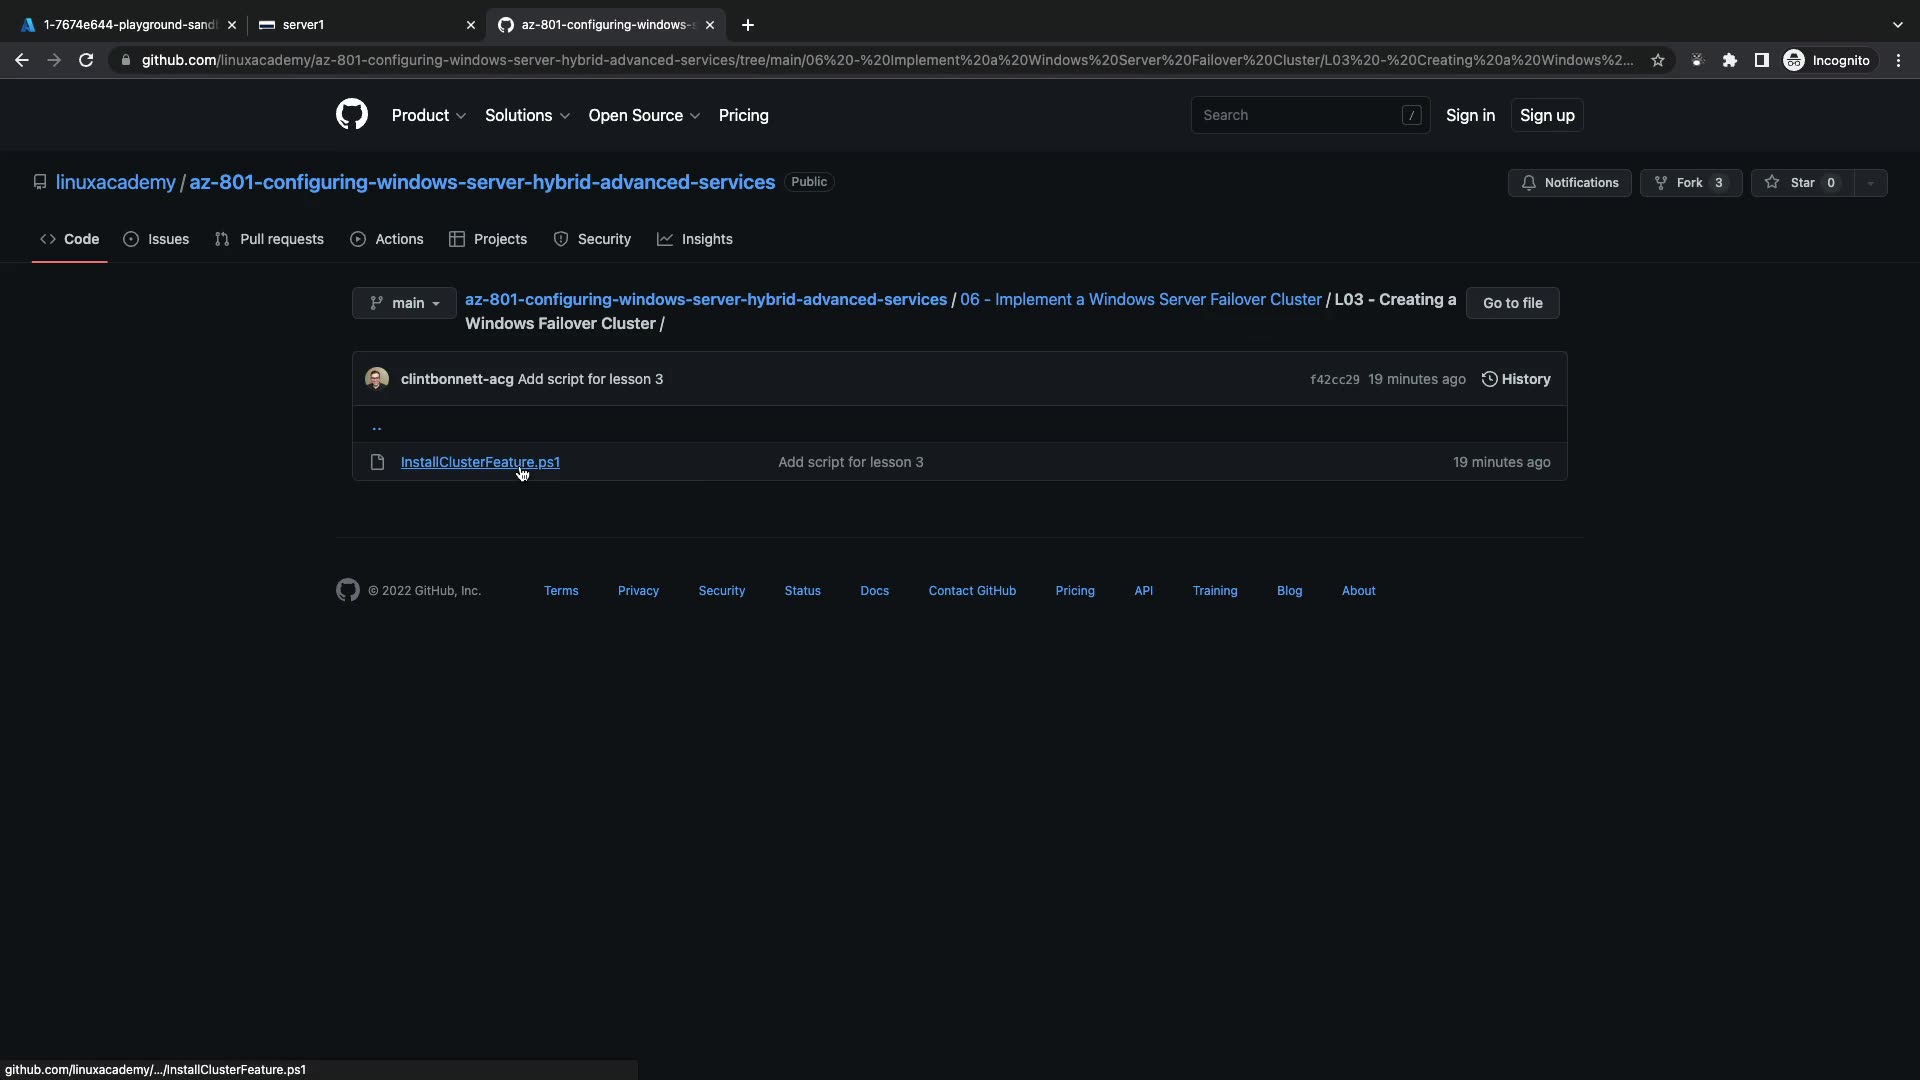 1-7674e644-playground-sand
server1
az-801-configuring-windows-s
github.com/linuxacademy/az-801-configuring-windows-server-hybrid-advanced-services/tree/main/06%20-%20Implement%20a%20Windows%20Server%20Failover%20Cluster/L03%20-%20Creating%20a%20Windows%2...
Incognito
Product
Solutions
Open Source
Pricing
Search /
Sign in
Sign up
linuxacademy / az-801-configuring-windows-server-hybrid-advanced-services Public
Notifications
Fork 3
Star 0
<> Code
Issues
Pull requests
Actions
Projects
Security
Insights
main
az-801-configuring-windows-server-hybrid-advanced-services / 06 - Implement a Windows Server Failover Cluster / L03 - Creating a
Windows Failover Cluster /
Go to file
clintbonnett-acg Add script for lesson 3
f42cc29 19 minutes ago
History
..
InstallClusterFeature.ps1
Add script for lesson 3
19 minutes ago
© 2022 GitHub, Inc.
Terms
Privacy
Security
Status
Docs
Contact GitHub
Pricing
API
Training
Blog
About
github.com/linuxacademy/.../InstallClusterFeature.ps1